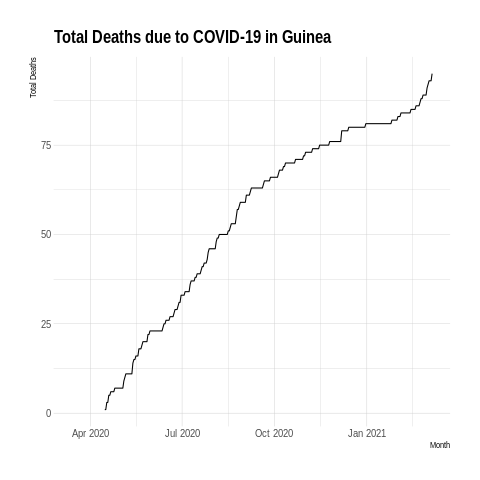 Total Deaths due to COVID-19 in Guinea
Total Deaths
75
50
25
0
Apr 2020 Jul 2020 Oct 2020 Jan 2021
Month